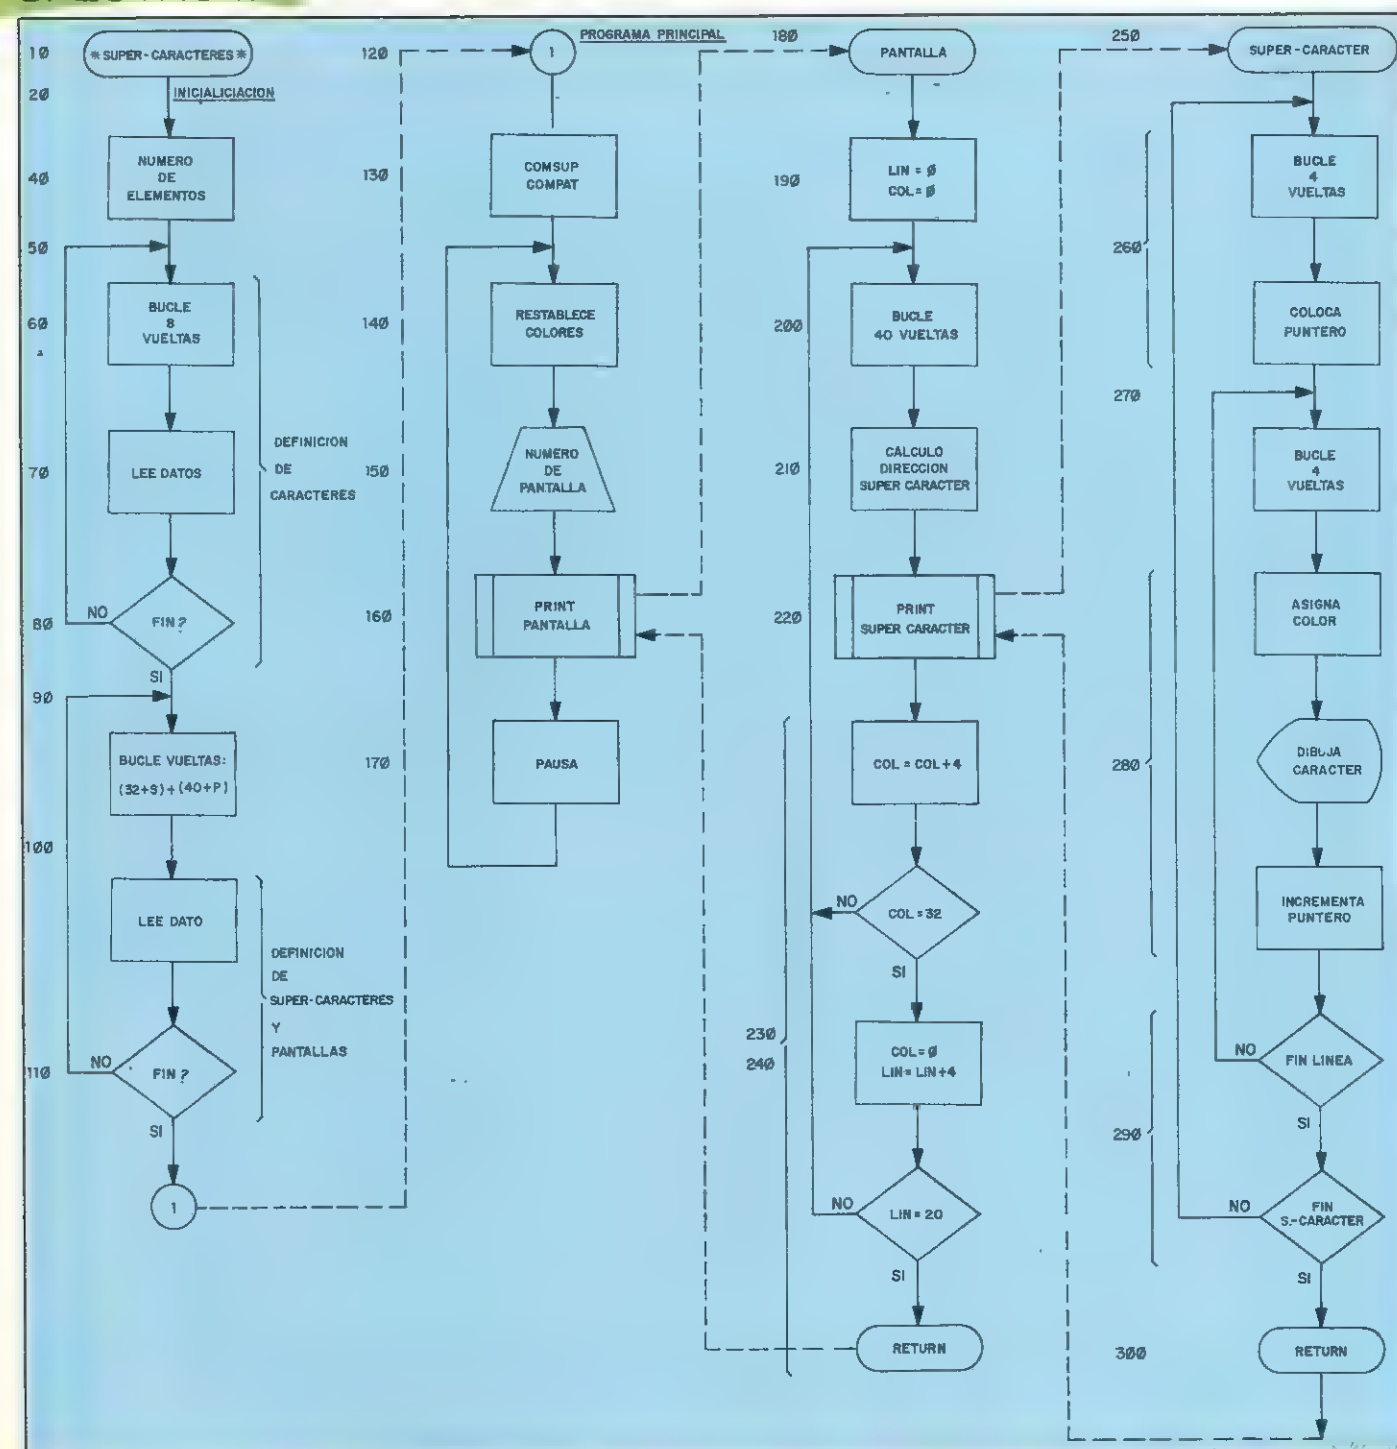 10
* SUPER-CARACTERES *
20
INICIALICIACION
40
NUMERO
DE
ELEMENTOS
50
60
BUCLE
8
VUELTAS
70
LEE DATOS
DEFINICION
DE
CARACTERES
80
NO
FIN?
SI
90
BUCLE VUELTAS:
(32+S)+(40+P)
100
LEE DATO
DEFINICION
DE
SUPER-CARACTERES
Y
PANTALLAS
110
NO
FIN?
SI
1
120
1
PROGRAMA PRINCIPAL
130
COMSUP
COMPAT
140
RESTABLECE
COLORES
150
NUMERO
DE
PANTALLA
160
PRINT
PANTALLA
170
PAUSA
180
PANTALLA
190
LIN = Ø
COL = Ø
200
BUCLE
40 VUELTAS
210
CALCULO
DIRECCION
SUPER CARACTER
220
PRINT
SUPER CARACTER
COL = COL+4
NO
COL = 32
SI
230
240
COL = Ø
LIN = LIN+4
NO
LIN = 20
SI
RETURN
250
SUPER-CARACTER
BUCLE
4
VUELTAS
260
COLOCA
PUNTERO
270
BUCLE
4
VUELTAS
ASIGNA
COLOR
280
DIBUJA
CARACTER
INCREMENTA
PUNTERO
NO
FIN LINEA
SI
290
NO
FIN
S.-CARACTER
SI
300
RETURN